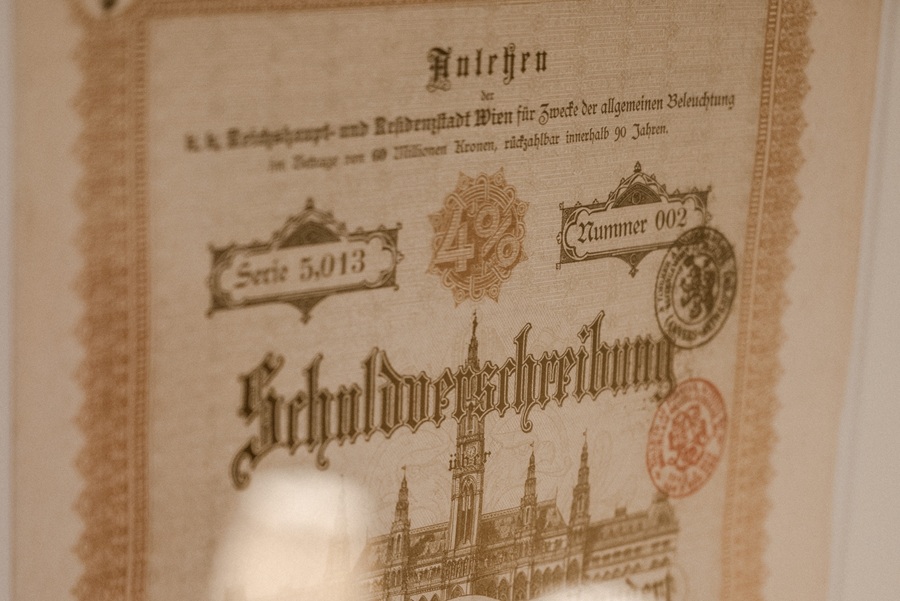 Anlehen
der
k. k. Reichshaupt- und Residenzstadt Wien für Zwecke der allgemeinen Beleuchtung
im Betrage von 60 Millionen Kronen, rückzahlbar innerhalb 90 Jahren.
Serie 5,013
4%
Nummer 002
Schuldverschreibung
über